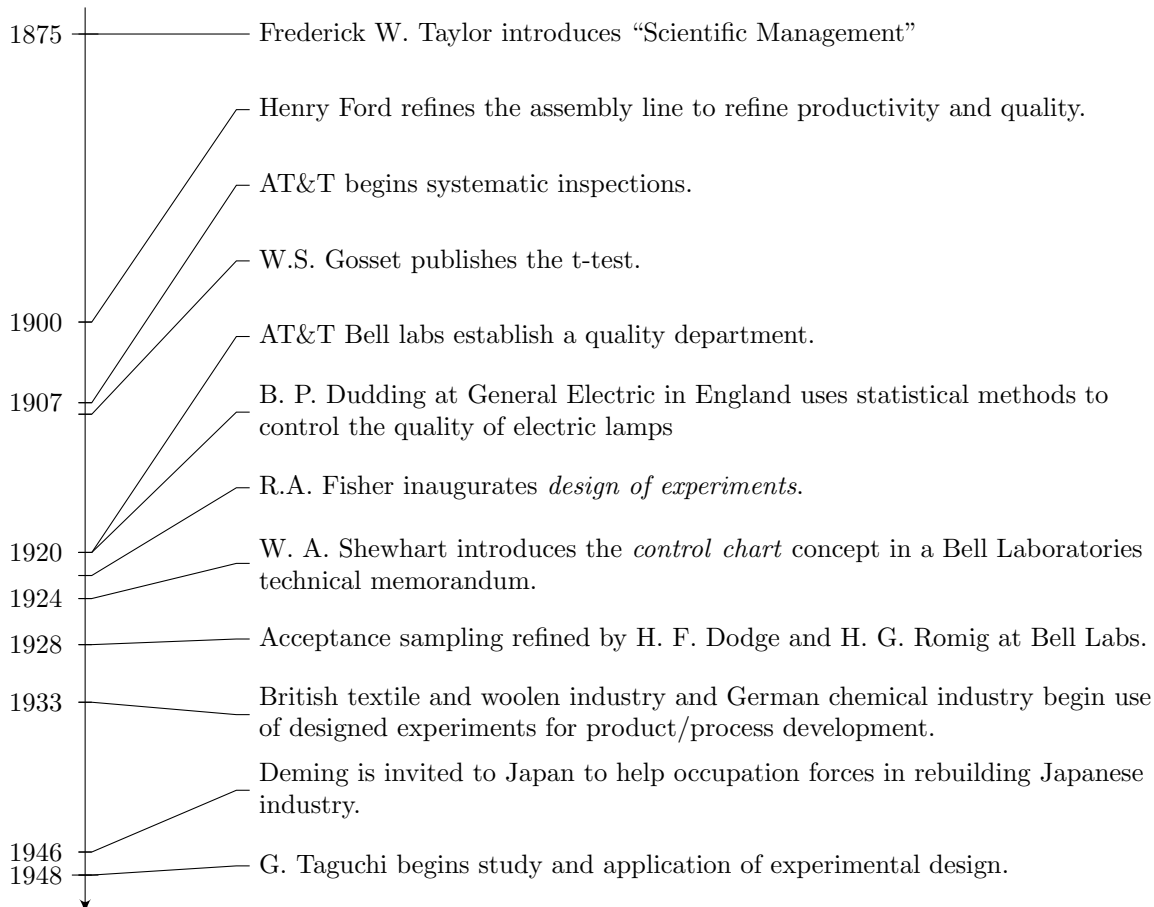 1875 Frederick W. Taylor introduces “Scientific Management”
Henry Ford refines the assembly line to refine productivity and quality.
AT&T begins systematic inspections.
W.S. Gosset publishes the t-test.
1900
AT&T Bell labs establish a quality department.
1907
B. P. Dudding at General Electric in England uses statistical methods to
control the quality of electric lamps
R.A. Fisher inaugurates design of experiments.
1920
W. A. Shewhart introduces the control chart concept in a Bell Laboratories
technical memorandum.
1924
1928 Acceptance sampling refined by H. F. Dodge and H. G. Romig at Bell Labs.
1933 British textile and woolen industry and German chemical industry begin use
of designed experiments for product/process development.
Deming is invited to Japan to help occupation forces in rebuilding Japanese
industry.
1946
1948 G. Taguchi begins study and application of experimental design.